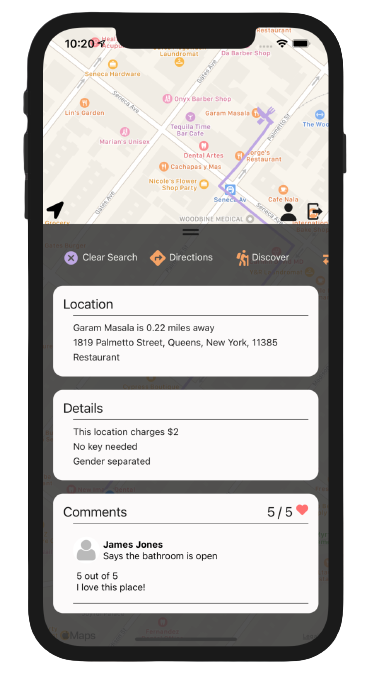 10:20
Da Barber Shop
Laundromat
Seneca Hardware
Gates Ave
Seneca Ave
Onyx Barber Shop
Lin's Garden
Garam Masala
Tequila Time
Bar Cafe
Palmetto St
The Woo
Marian's Unisex
Dental Artes
Jorge's
Restaurant
Cachapas y Mas
Nicole's Flower
Shop Party
Seneca Av
Cafe Naia
Gates Ave
WOODBINE MEDICAL
Clear Search
Directions
Discover
Location
Garam Masala is 0.22 miles away
1819 Palmetto Street, Queens, New York, 11385
Restaurant
Details
This location charges $2
No key needed
Gender separated
Comments
5 / 5
James Jones
Says the bathroom is open
5 out of 5
I love this place!
Maps